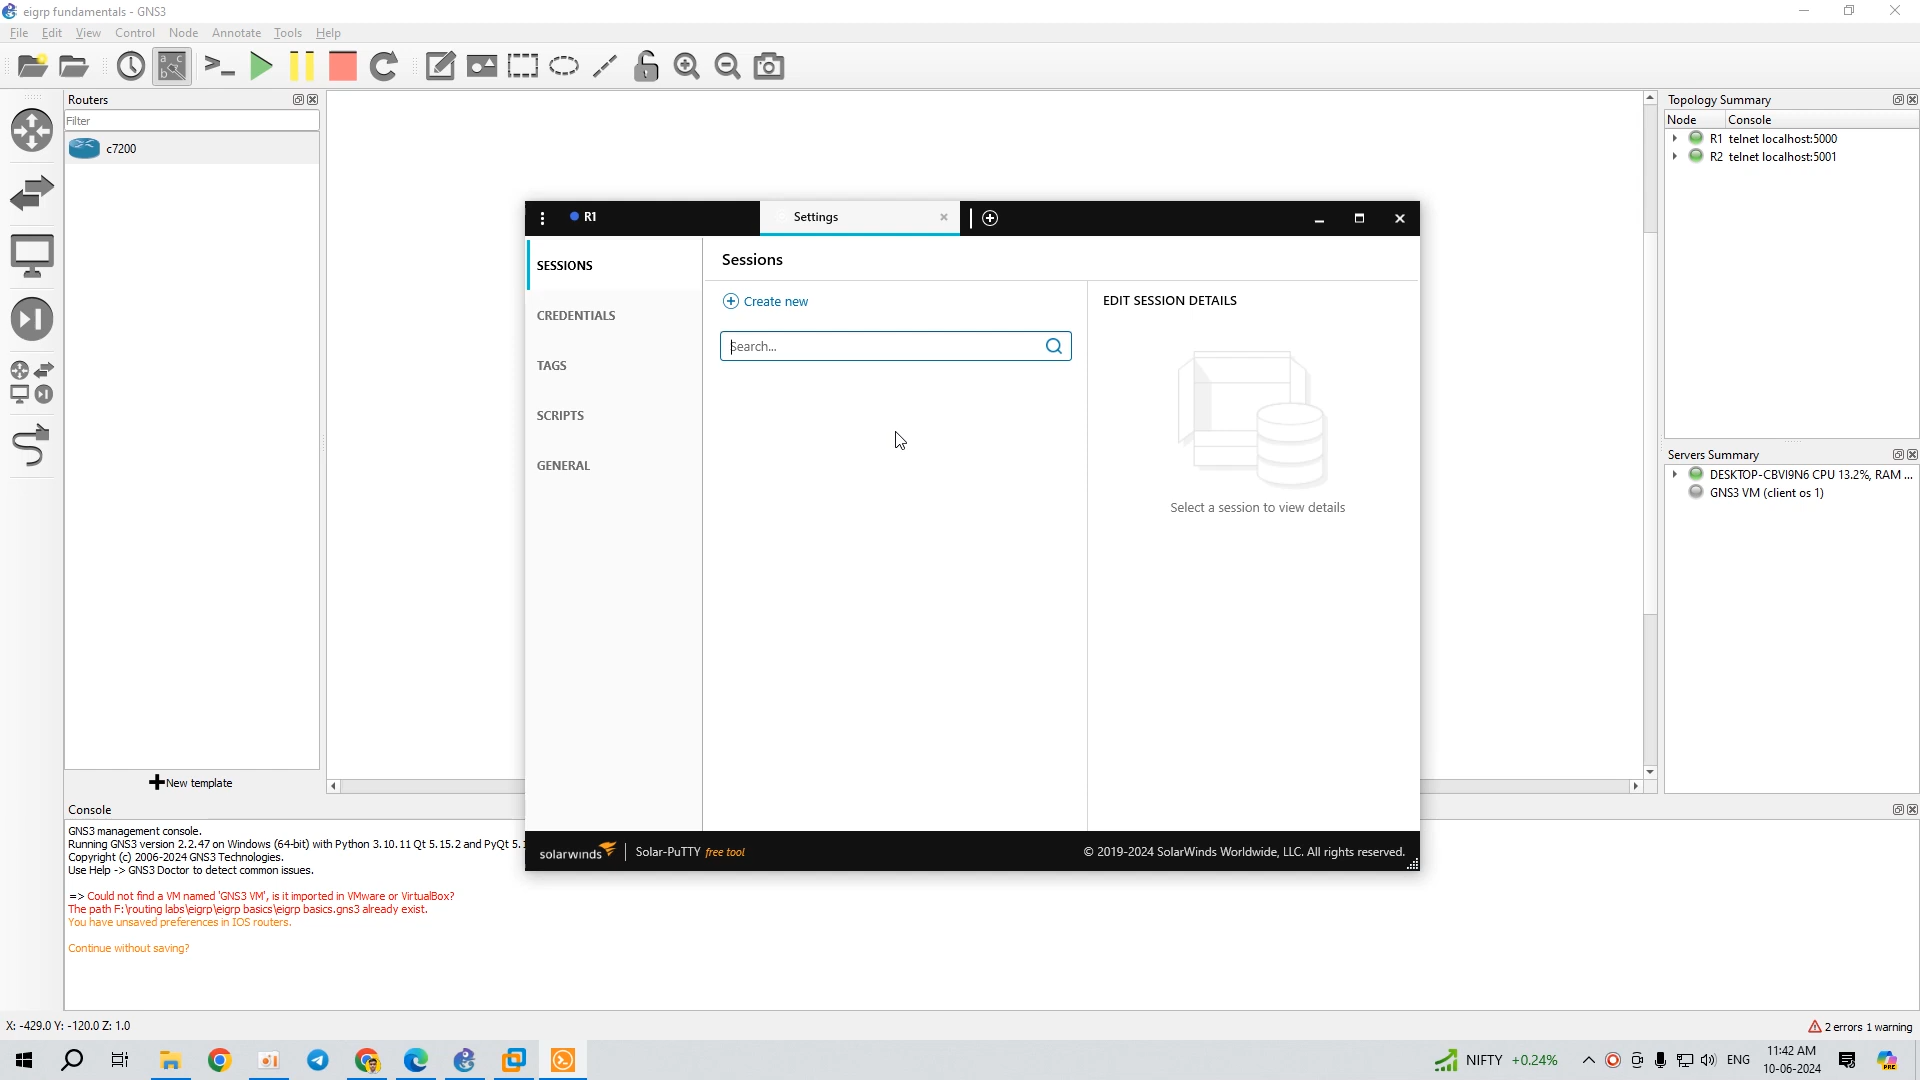 eigrp fundamentals - GNS3
File Edit View Control Node Annotate Tools Help
Routers
Filter
c7200
New template
R1
Settings
SESSIONS
CREDENTIALS
TAGS
SCRIPTS
GENERAL
Sessions
Create new
Search...
EDIT SESSION DETAILS
Select a session to view details
solarwinds
Solar-PuTTY free tool
© 2019-2024 SolarWinds Worldwide, LLC. All rights reserved.
Topology Summary
Node Console
R1 telnet localhost:5000
R2 telnet localhost:5001
Servers Summary
DESKTOP-CBVI9N6 CPU 13.2%, RAM ...
GNS3 VM (client os 1)
Console
GNS3 management console.
Running GNS3 version 2.2.47 on Windows (64-bit) with Python 3.10.11 Qt 5.15.2 and PyQt 5.
Copyright (c) 2006-2024 GNS3 Technologies.
Use Help -> GNS3 Doctor to detect common issues.
=> Could not find a VM named 'GNS3 VM', is it imported in VMware or VirtualBox?
The path F:\routing labs\eigrp\eigrp basics\eigrp basics.gns3 already exist.
You have unsaved preferences in IOS routers.
Continue without saving?
X: -429.0 Y: -120.0 Z: 1.0
2 errors 1 warning
NIFTY +0.24%
ENG
11:42 AM
10-06-2024